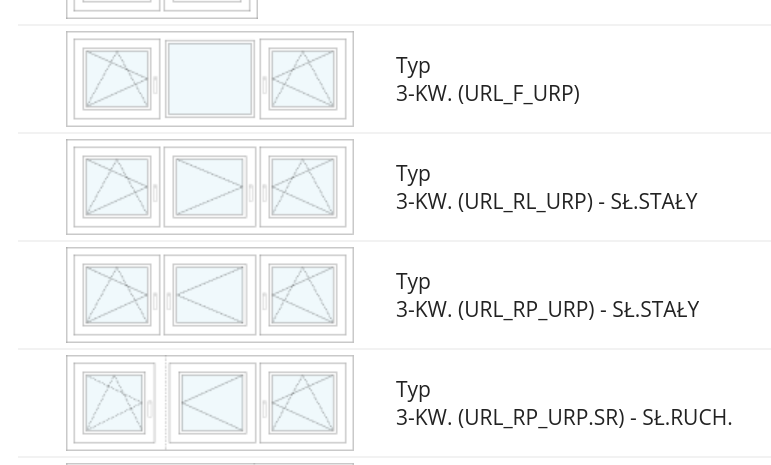 Typ
3-KW. (URL_F_URP)
Typ
3-KW. (URL_RL_URP) - SŁ.STAŁY
Typ
3-KW. (URL_RP_URP) - SŁ.STAŁY
Typ
3-KW. (URL_RP_URP.SR) - SŁ.RUCH.